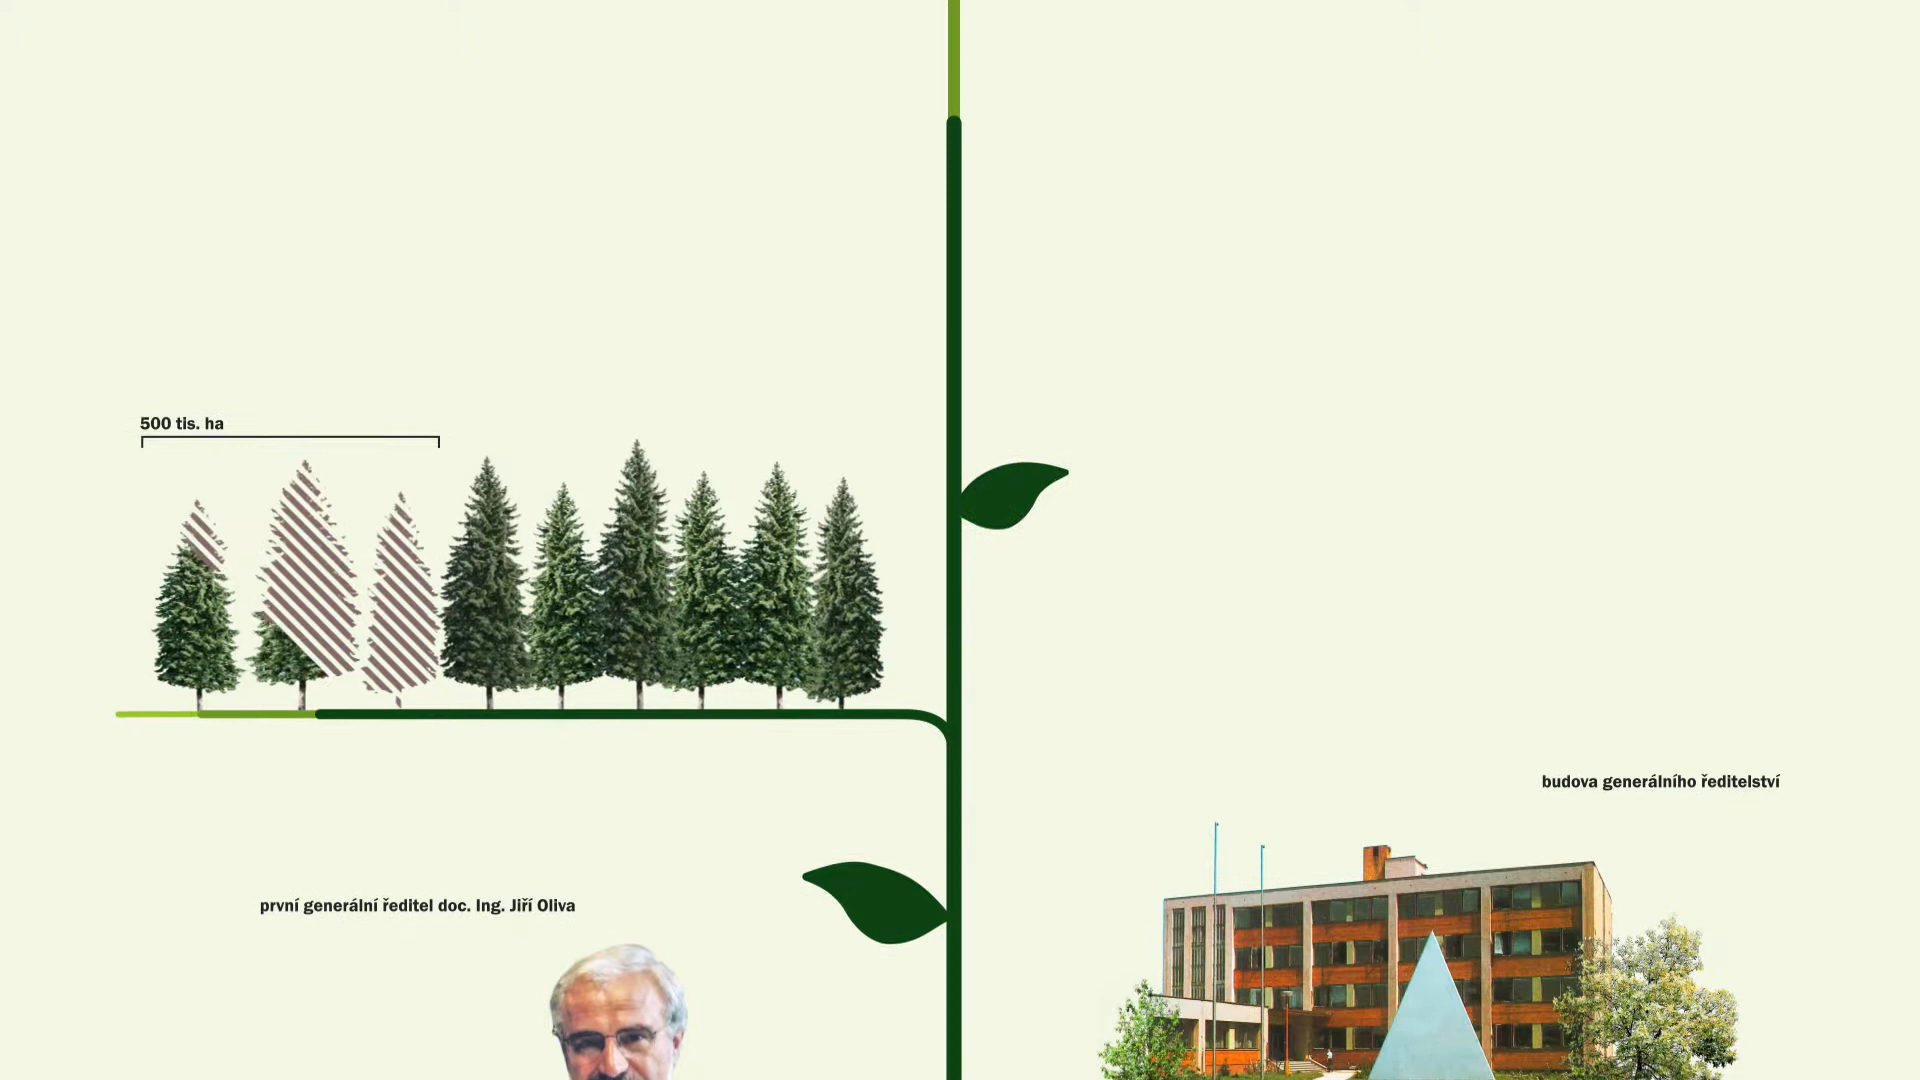 500 tis. ha
budova generálního ředitelství
první generální ředitel doc. Ing. Jiří Oliva